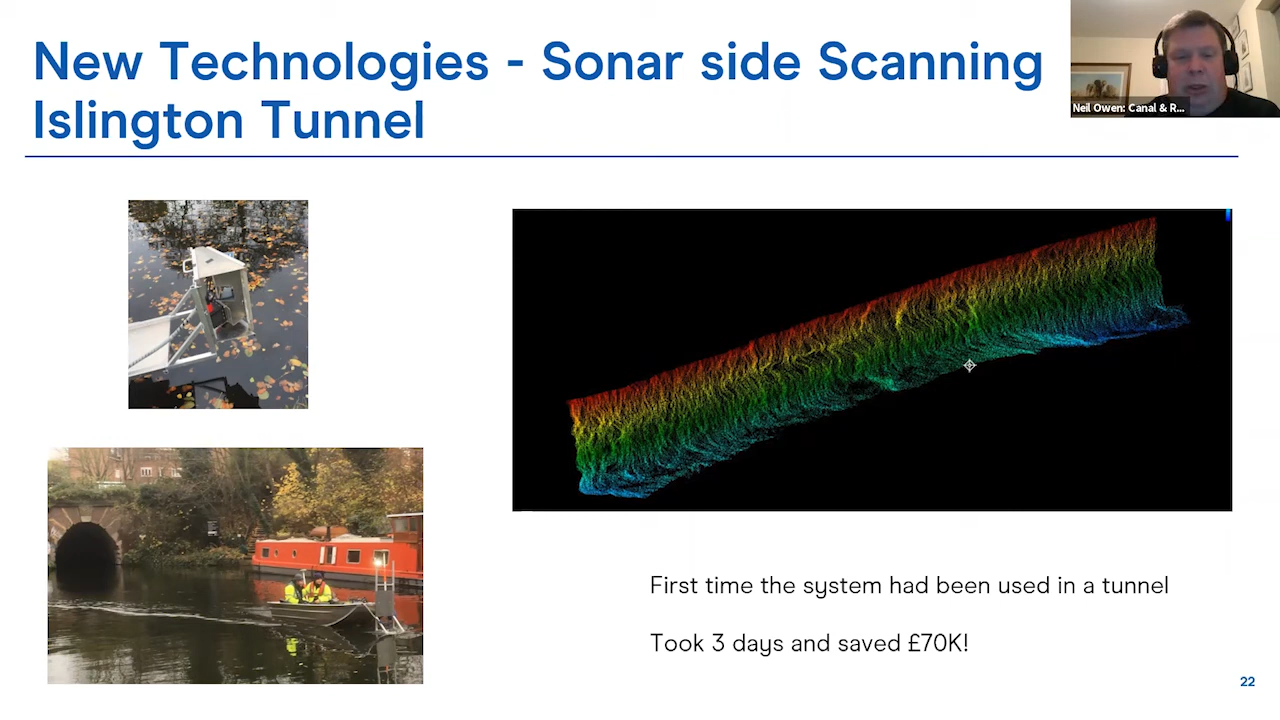 New Technologies - Sonar side Scanning
Islington Tunnel
Neil Owen: Canal & R...
First time the system had been used in a tunnel
Took 3 days and saved £70K!
22